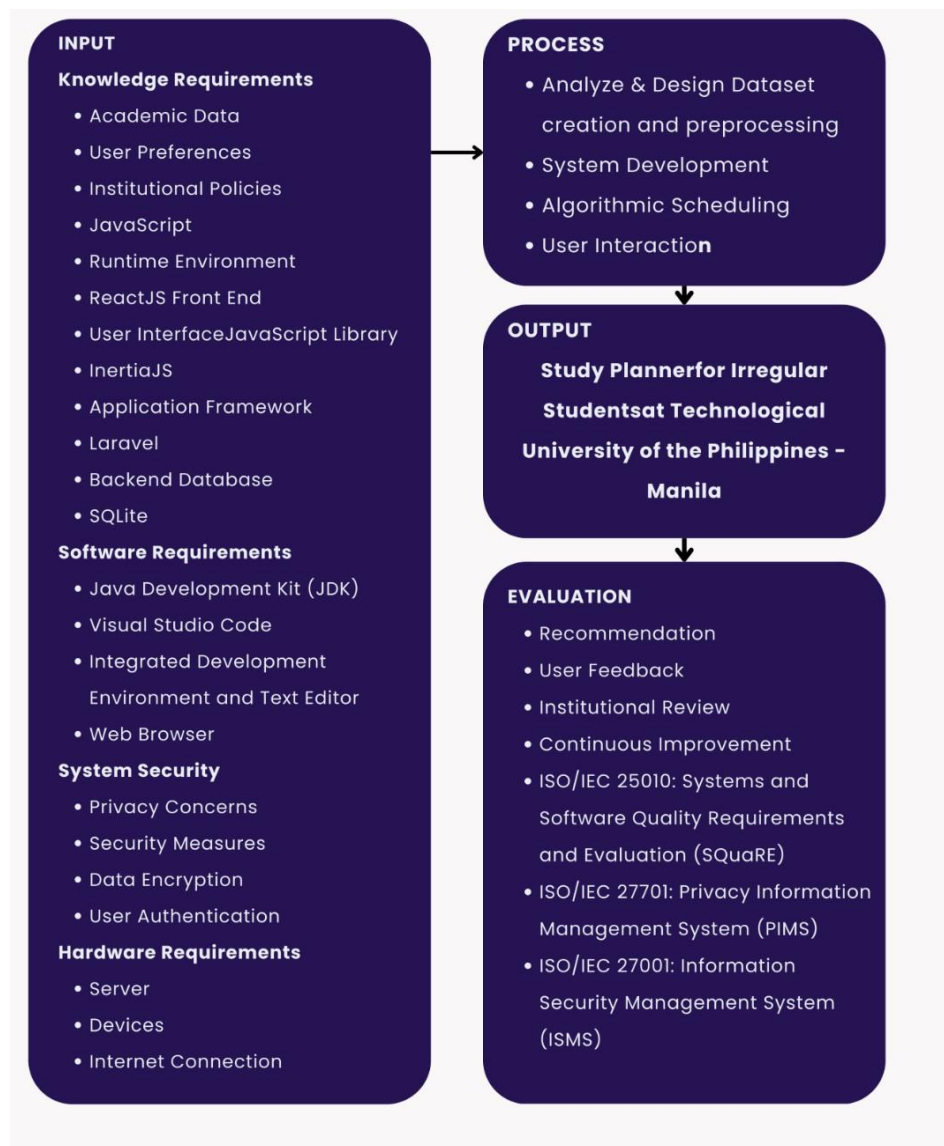 INPUT
Knowledge Requirements
• Academic Data
• User Preferences
• Institutional Policies
• JavaScript
• Runtime Environment
• ReactJS Front End
• User InterfaceJavaScript Library
• InertiaJS
• Application Framework
• Laravel
• Backend Database
• SQLite
Software Requirements
• Java Development Kit (JDK)
• Visual Studio Code
• Integrated Development
Environment and Text Editor
• Web Browser
System Security
• Privacy Concerns
• Security Measures
• Data Encryption
• User Authentication
Hardware Requirements
• Server
• Devices
• Internet Connection
PROCESS
• Analyze & Design Dataset
creation and preprocessing
• System Development
• Algorithmic Scheduling
• User Interaction
OUTPUT
Study Plannerfor Irregular
Studentsat Technological
University of the Philippines -
Manila
EVALUATION
• Recommendation
• User Feedback
• Institutional Review
• Continuous Improvement
• ISO/IEC 25010: Systems and
Software Quality Requirements
and Evaluation (SQuaRE)
• ISO/IEC 27701: Privacy Information
Management System (PIMS)
• ISO/IEC 27001: Information
Security Management System
(ISMS)